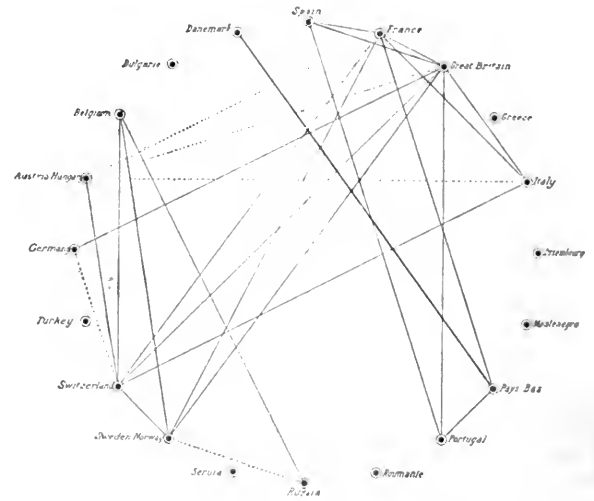 Spain
Danemark
France
Bulgarie
Great Britain
Belgium
Greece
Austria Hungary
Italy
Germany
Luxembourg
Turkey
Montenegro
Switzerland
Pays Bas
Sweden Norway
Portugal
Servia
Roumanie
Russia